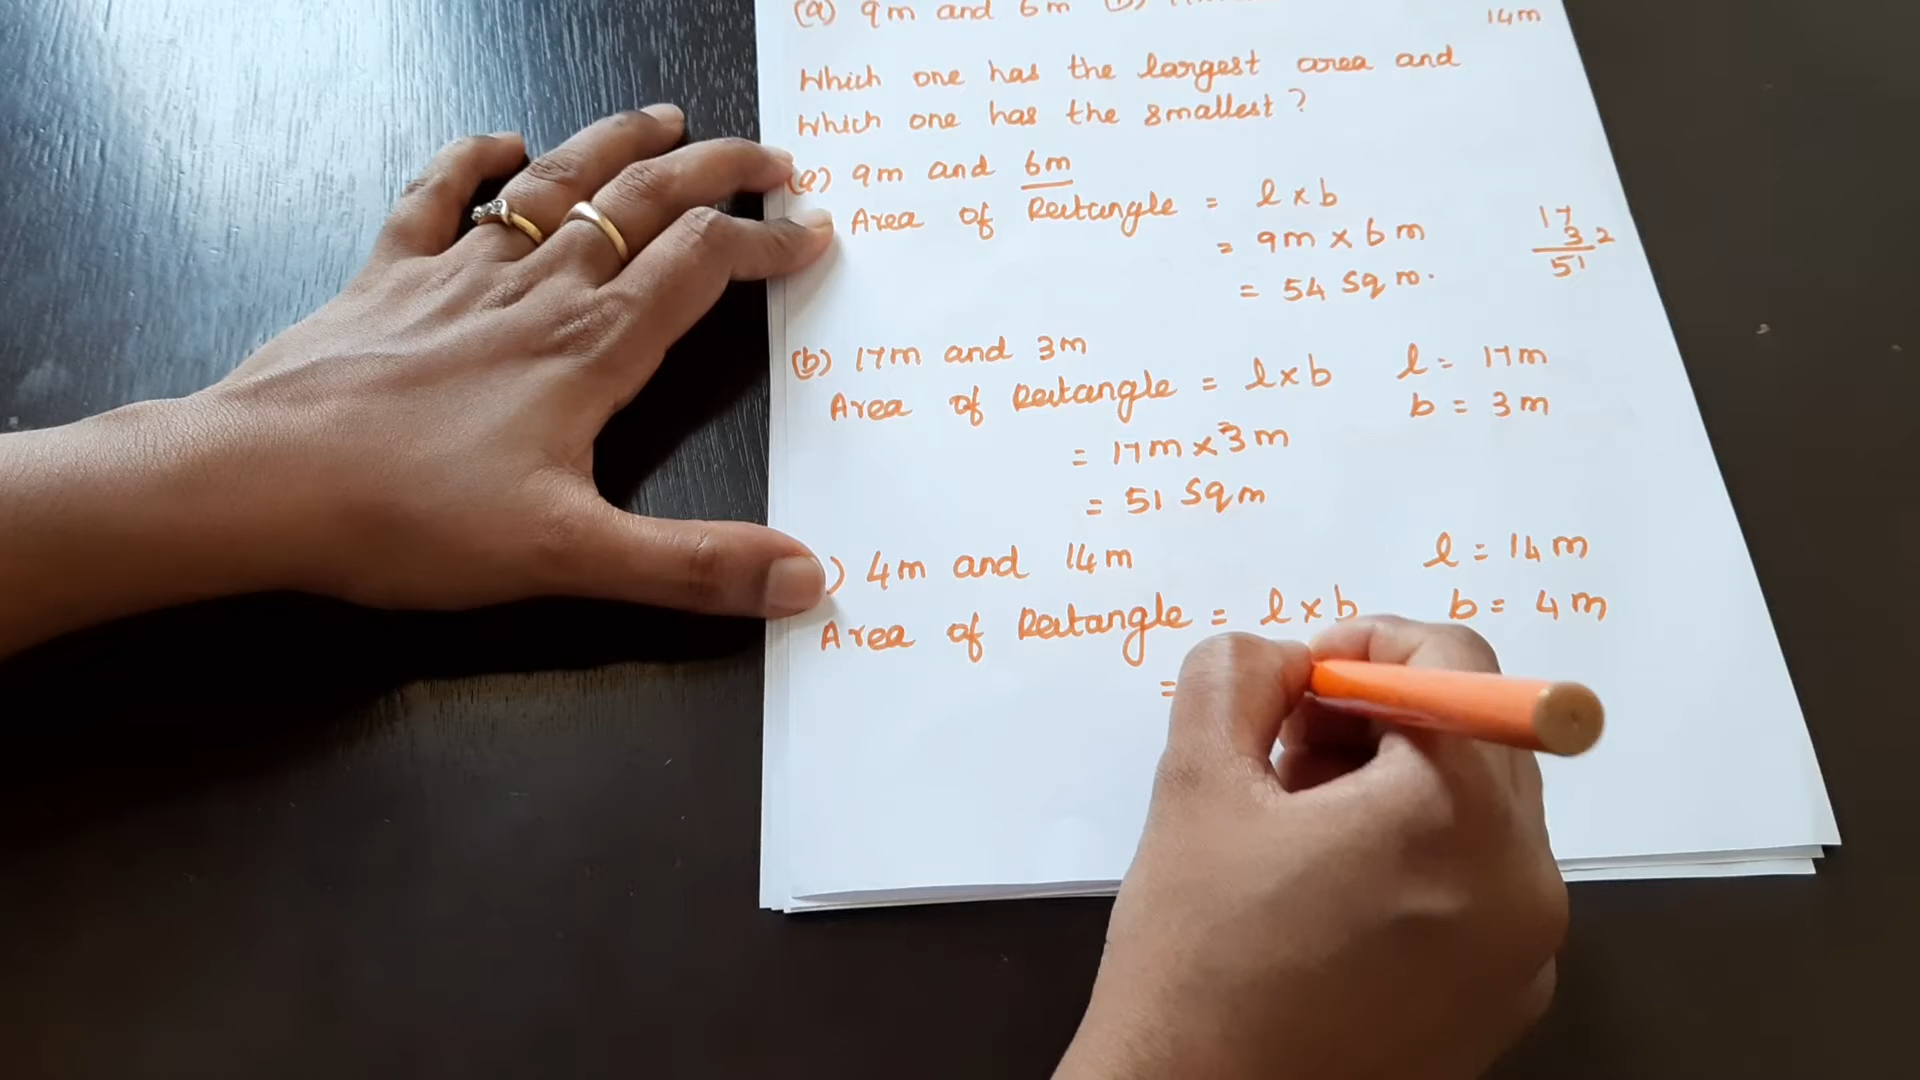 (a) 9m and 6m (b)
14m
Which one has the largest area and
which one has the smallest?
(a) 9m and 6m
Area of Rectangle = l x b
= 9m x 6m
= 54 Sq m.
17
3 2
51
(b) 17m and 3m
Area of Rectangle = l x b
l = 17m
b = 3m
= 17m x 3m
= 51 Sq m
) 4m and 14m
l = 14m
Area of Rectangle = l x b
b = 4m
=